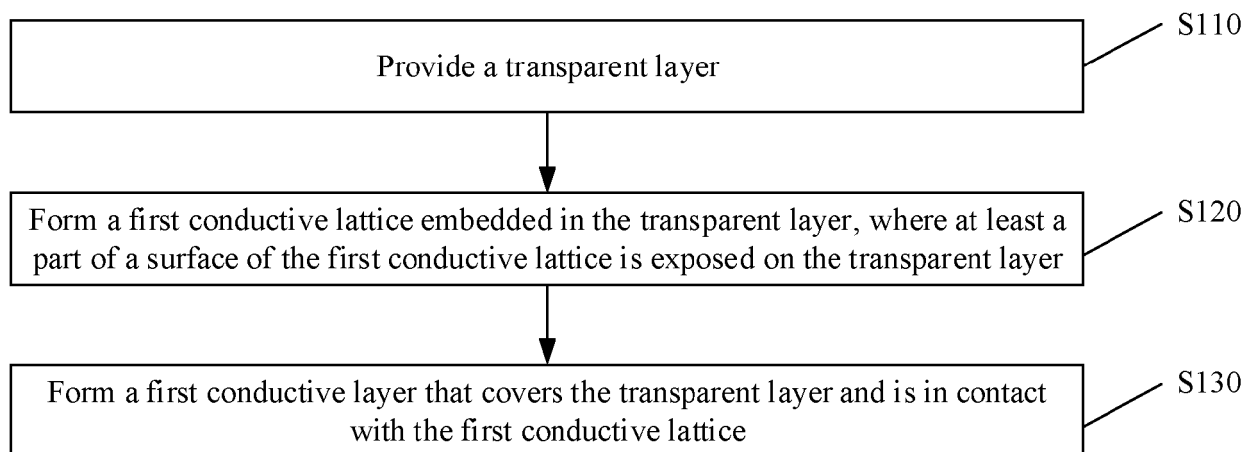 S110
Provide a transparent layer
S120
Form a first conductive lattice embedded in the transparent layer, where at least a
part of a surface of the first conductive lattice is exposed on the transparent layer
S130
Form a first conductive layer that covers the transparent layer and is in contact
with the first conductive lattice